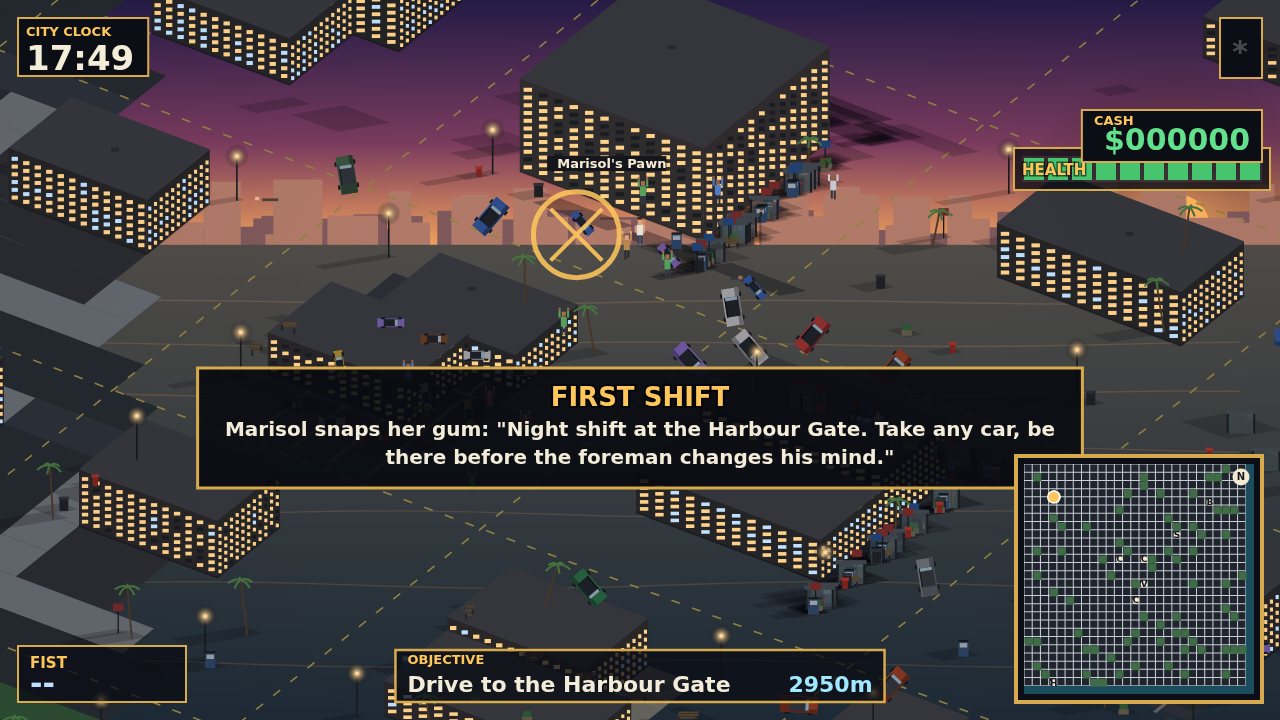 CITY CLOCK
17:49
*
CASH
$000000
HEALTH
Marisol's Pawn
FIRST SHIFT
Marisol snaps her gum: "Night shift at the Harbour Gate. Take any car, be
there before the foreman changes his mind."
N
FIST
--
OBJECTIVE
Drive to the Harbour Gate 2950m